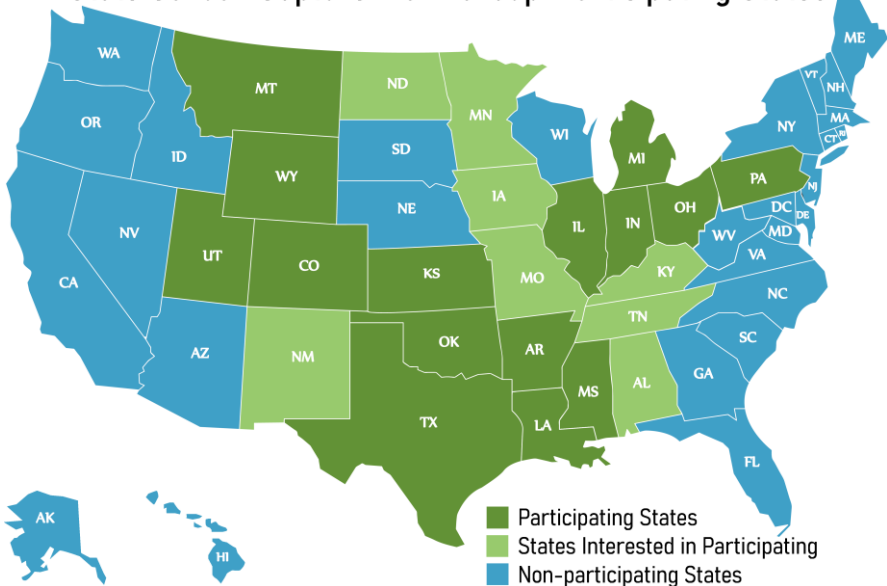 WA
OR
CA
NV
ID
MT
WY
UT
AZ
CO
NM
ND
SD
NE
KS
OK
TX
MN
IA
MO
AR
LA
WI
IL
MI
IN
OH
KY
TN
MS
AL
GA
FL
SC
NC
VA
WV
PA
NY
VT
NH
ME
MA
CT
RI
NJ
DE
DC
MD
AK
HI
Participating States
States Interested in Participating
Non-participating States